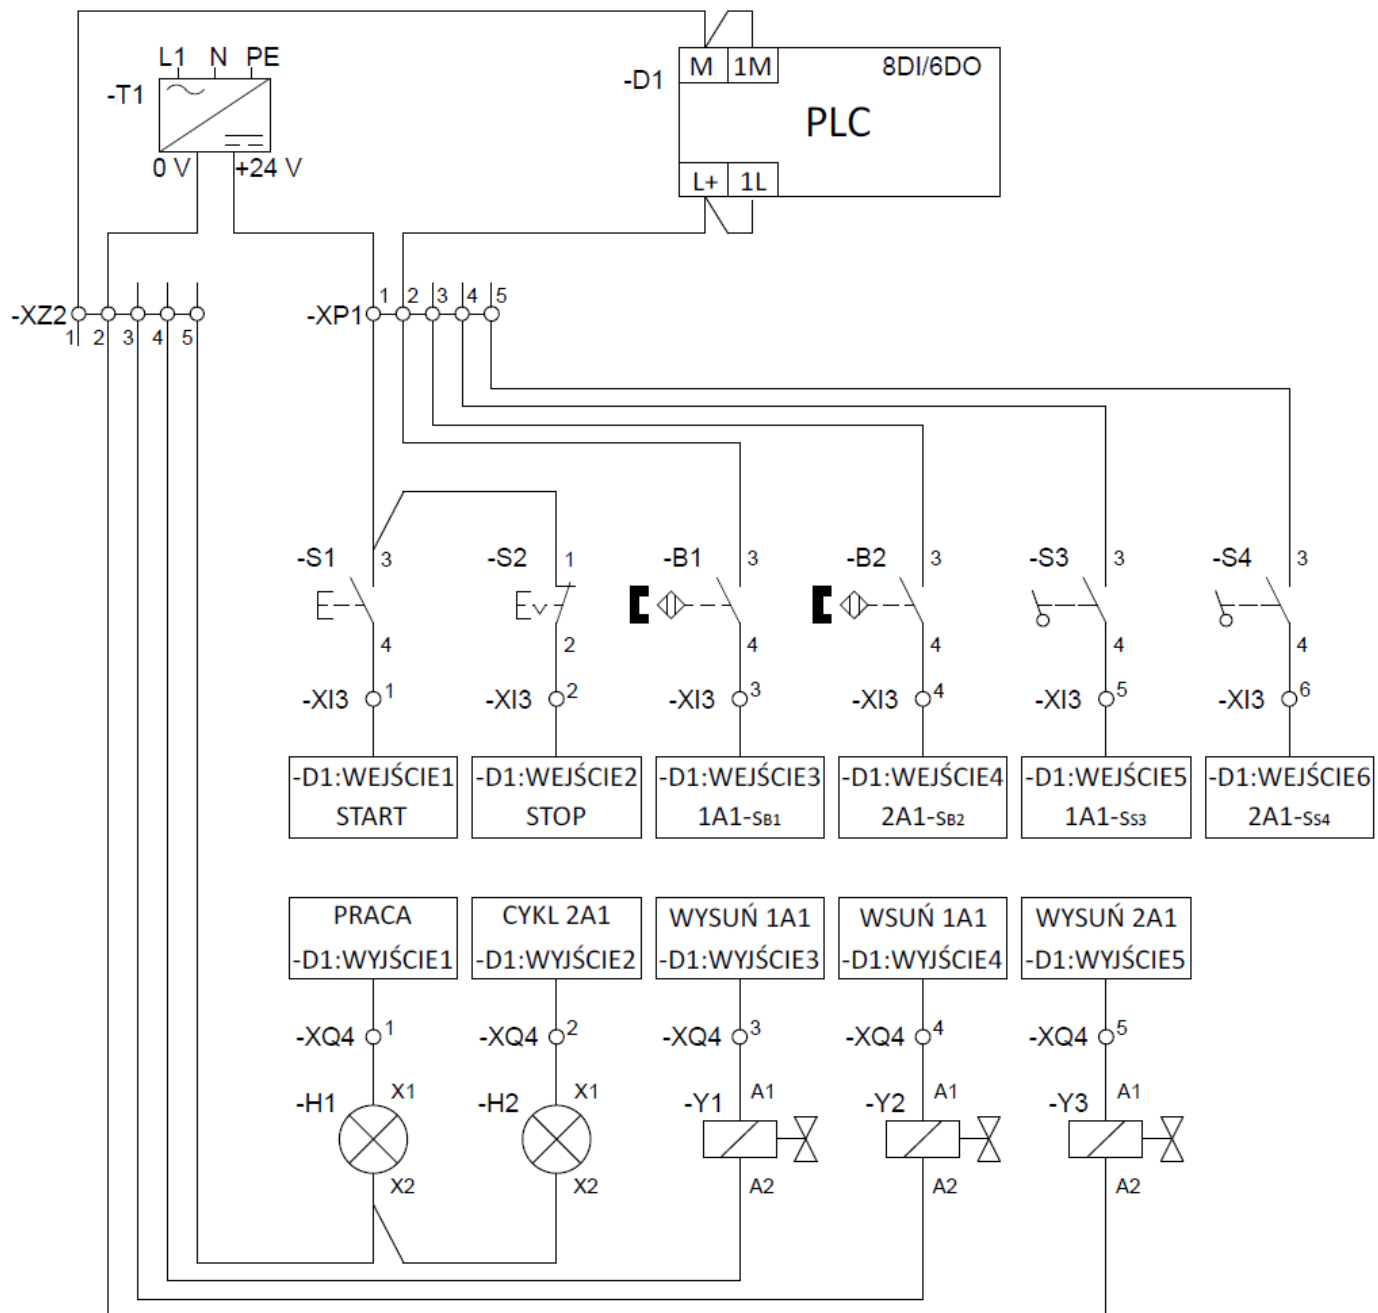 L1 N PE
-T1
0 V +24 V
-D1
M 1M 8DI/6DO
PLC
L+ 1L
-XZ2
1 2 3 4 5
-XP1
1 2 3 4 5
-S1 3 4
-S2 1 2
-B1 3 4
-B2 3 4
-S3 3 4
-S4 3 4
-XI3 1
-XI3 2
-XI3 3
-XI3 4
-XI3 5
-XI3 6
-D1:WEJŚCIE1
START
-D1:WEJŚCIE2
STOP
-D1:WEJŚCIE3
1A1-SB1
-D1:WEJŚCIE4
2A1-SB2
-D1:WEJŚCIE5
1A1-SS3
-D1:WEJŚCIE6
2A1-SS4
PRACA
-D1:WYJŚCIE1
CYKL 2A1
-D1:WYJŚCIE2
WYSUŃ 1A1
-D1:WYJŚCIE3
WSUŃ 1A1
-D1:WYJŚCIE4
WYSUŃ 2A1
-D1:WYJŚCIE5
-XQ4 1
-XQ4 2
-XQ4 3
-XQ4 4
-XQ4 5
-H1 X1 X2
-H2 X1 X2
-Y1 A1 A2
-Y2 A1 A2
-Y3 A1 A2